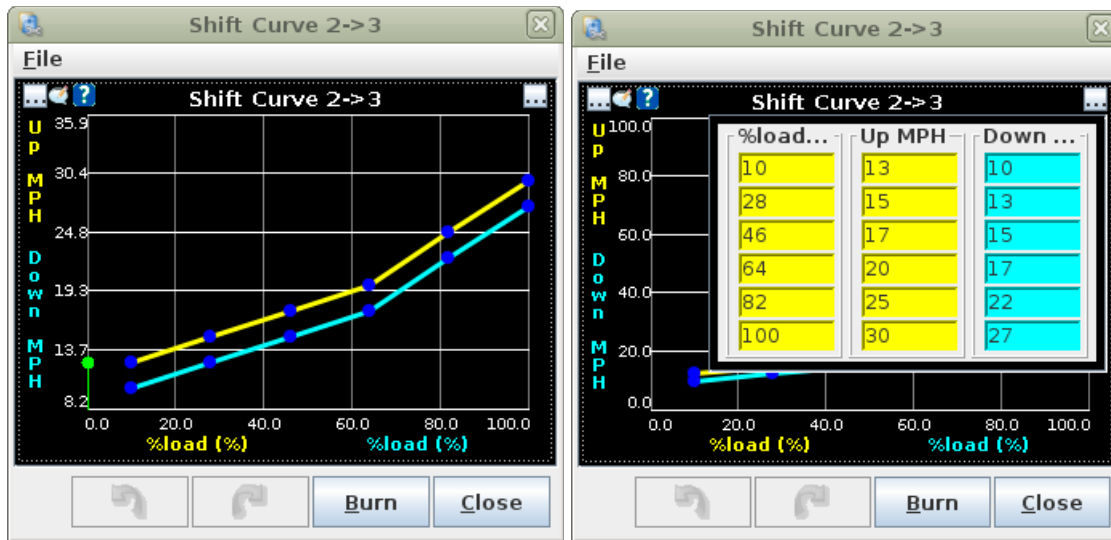 Shift Curve 2->3
File
... ? Shift Curve 2->3 ...
Up MPH Down MPH
35.9
30.4
24.8
19.3
13.7
8.2
0.0 20.0 40.0 60.0 80.0 100.0
%load (%) %load (%)
Burn Close
Shift Curve 2->3
File
... ? Shift Curve 2->3 ...
Up MPH Down MPH
100.0
80.0
60.0
40.0
20.0
0.0
%load... Up MPH Down ...
10 13 10
28 15 13
46 17 15
64 20 17
82 25 22
100 30 27
0.0 20.0 40.0 60.0 80.0 100.0
%load (%) %load (%)
Burn Close